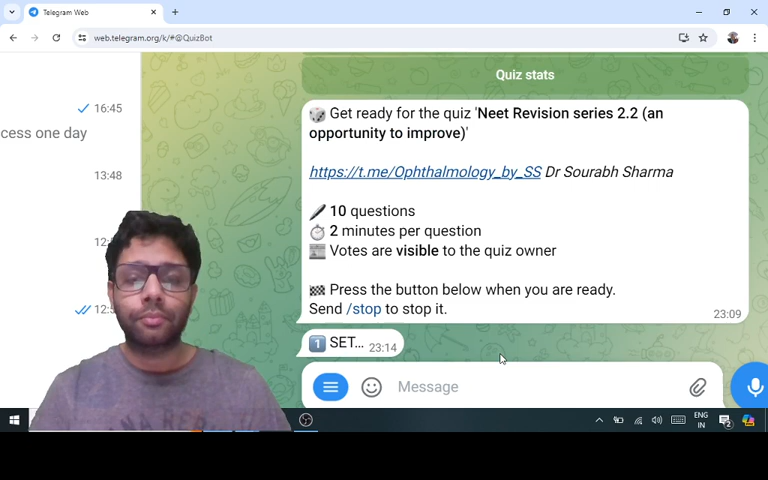 Telegram Web
web.telegram.org/k/#@QuizBot
Quiz stats
16:45
cess one day
13:48
Get ready for the quiz 'Neet Revision series 2.2 (an
opportunity to improve)'
https://t.me/Ophthalmology_by_SS Dr Sourabh Sharma
10 questions
2 minutes per question
Votes are visible to the quiz owner
Press the button below when you are ready.
Send /stop to stop it.
23:09
1 SET... 23:14
Message
ENG
IN
2